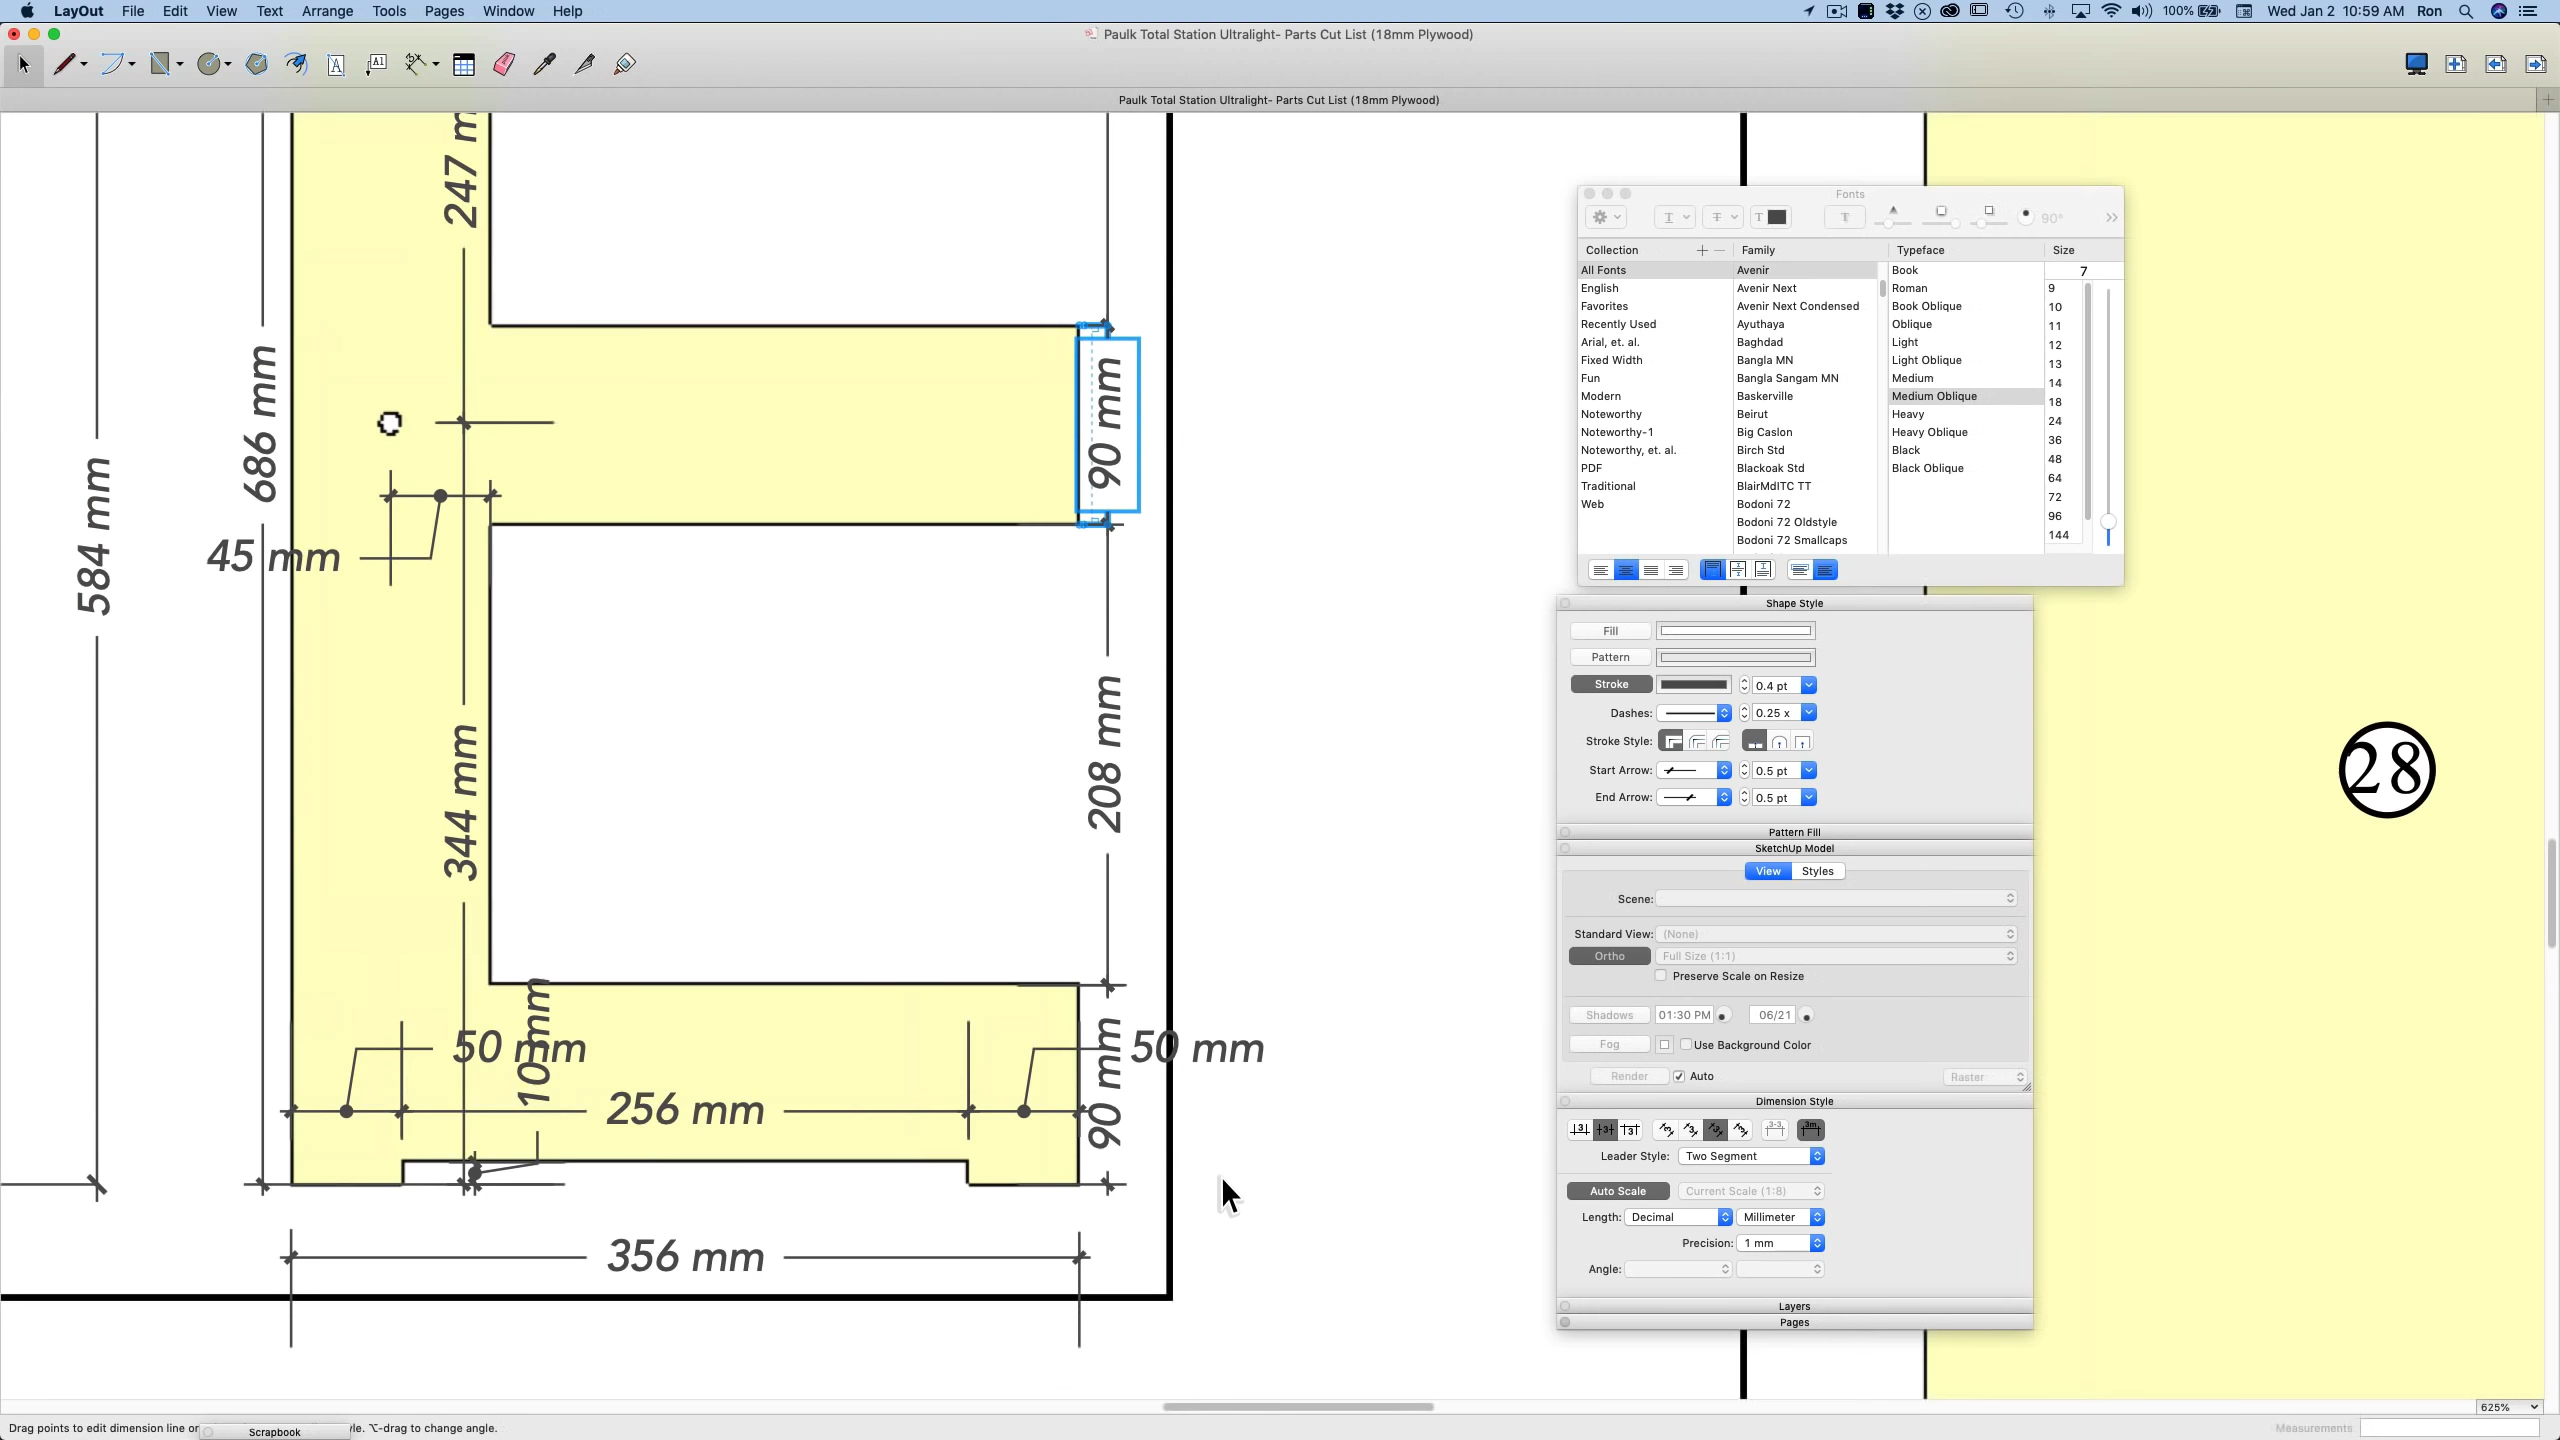 LayOut File Edit View Text Arrange Tools Pages Window Help
100% Wed Jan 2 10:59 AM Ron
Paulk Total Station Ultralight- Parts Cut List (18mm Plywood)
Paulk Total Station Ultralight- Parts Cut List (18mm Plywood)
247 m
686 mm
584 mm
45 mm
90 mm
344 mm
208 mm
10 mm
50 mm
256 mm
90 mm
50 mm
356 mm
28
Fonts
90°
Collection Family Typeface Size
All Fonts Avenir Book 7
English Avenir Next Roman 9
Favorites Avenir Next Condensed Book Oblique 10
Recently Used Ayuthaya Oblique 11
Arial, et. al. Baghdad Light 12
Fixed Width Bangla MN Light Oblique 13
Fun Bangla Sangam MN Medium 14
Modern Baskerville Medium Oblique 18
Noteworthy Beirut Heavy 24
Noteworthy-1 Big Caslon Heavy Oblique 36
Noteworthy, et. al. Birch Std Black 48
PDF Blackoak Std Black Oblique 64
Traditional BlairMdITC TT 72
Web Bodoni 72 96
Bodoni 72 Oldstyle 144
Bodoni 72 Smallcaps
Shape Style
Fill
Pattern
Stroke 0.4 pt
Dashes: 0.25 x
Stroke Style:
Start Arrow: 0.5 pt
End Arrow: 0.5 pt
Pattern Fill
SketchUp Model
View Styles
Scene:
Standard View: (None)
Ortho Full Size (1:1)
Preserve Scale on Resize
Shadows 01:30 PM 06/21
Fog Use Background Color
Render Auto Raster
Dimension Style
Leader Style: Two Segment
Auto Scale Current Scale (1:8)
Length: Decimal Millimeter
Precision: 1 mm
Angle:
Layers
Pages
625%
Drag points to edit dimension line or
Scrapbook
yle. ⌥-drag to change angle.
Measurements